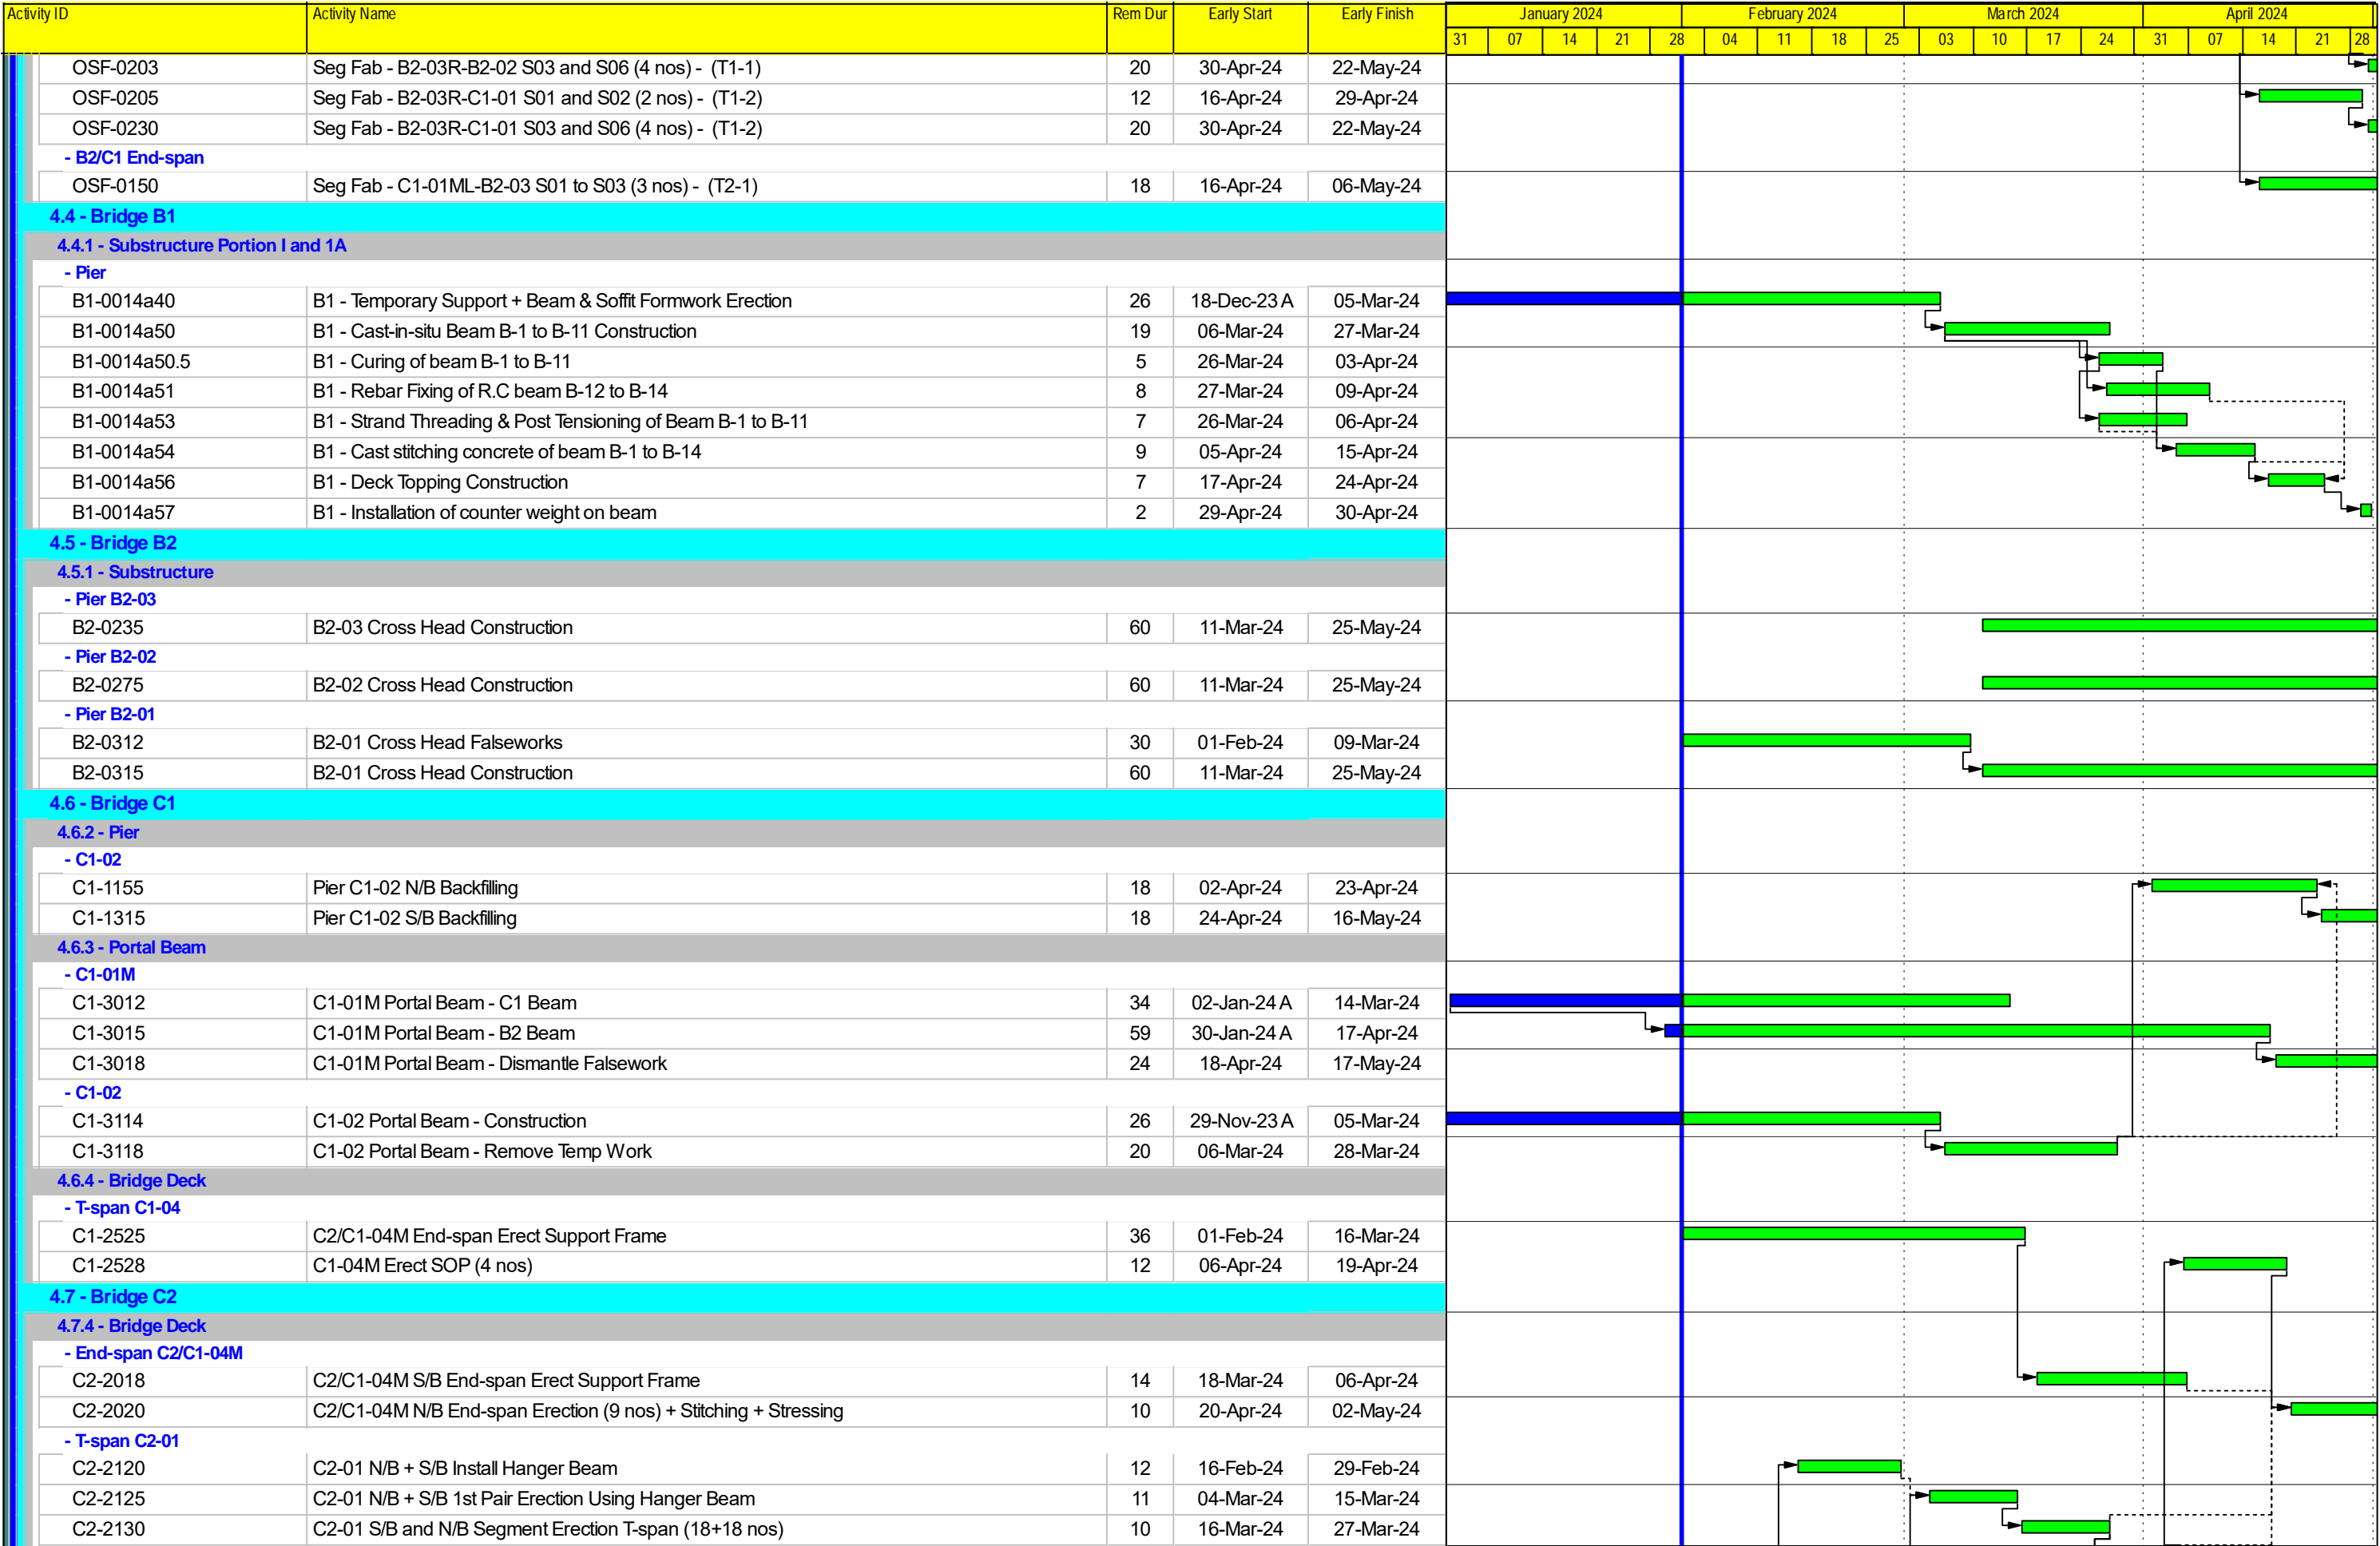 Activity ID Activity Name Rem Dur Early Start Early Finish January 2024 February 2024 March 2024 April 2024
31 07 14 21 28 04 11 18 25 03 10 17 24 31 07 14 21 28
OSF-0203 Seg Fab - B2-03R-B2-02 S03 and S06 (4 nos) - (T1-1) 20 30-Apr-24 22-May-24
OSF-0205 Seg Fab - B2-03R-C1-01 S01 and S02 (2 nos) - (T1-2) 12 16-Apr-24 29-Apr-24
OSF-0230 Seg Fab - B2-03R-C1-01 S03 and S06 (4 nos) - (T1-2) 20 30-Apr-24 22-May-24
- B2/C1 End-span
OSF-0150 Seg Fab - C1-01ML-B2-03 S01 to S03 (3 nos) - (T2-1) 18 16-Apr-24 06-May-24
4.4 - Bridge B1
4.4.1 - Substructure Portion I and 1A
- Pier
B1-0014a40 B1 - Temporary Support + Beam & Soffit Formwork Erection 26 18-Dec-23 A 05-Mar-24
B1-0014a50 B1 - Cast-in-situ Beam B-1 to B-11 Construction 19 06-Mar-24 27-Mar-24
B1-0014a50.5 B1 - Curing of beam B-1 to B-11 5 26-Mar-24 03-Apr-24
B1-0014a51 B1 - Rebar Fixing of R.C beam B-12 to B-14 8 27-Mar-24 09-Apr-24
B1-0014a53 B1 - Strand Threading & Post Tensioning of Beam B-1 to B-11 7 26-Mar-24 06-Apr-24
B1-0014a54 B1 - Cast stitching concrete of beam B-1 to B-14 9 05-Apr-24 15-Apr-24
B1-0014a56 B1 - Deck Topping Construction 7 17-Apr-24 24-Apr-24
B1-0014a57 B1 - Installation of counter weight on beam 2 29-Apr-24 30-Apr-24
4.5 - Bridge B2
4.5.1 - Substructure
- Pier B2-03
B2-0235 B2-03 Cross Head Construction 60 11-Mar-24 25-May-24
- Pier B2-02
B2-0275 B2-02 Cross Head Construction 60 11-Mar-24 25-May-24
- Pier B2-01
B2-0312 B2-01 Cross Head Falseworks 30 01-Feb-24 09-Mar-24
B2-0315 B2-01 Cross Head Construction 60 11-Mar-24 25-May-24
4.6 - Bridge C1
4.6.2 - Pier
- C1-02
C1-1155 Pier C1-02 N/B Backfilling 18 02-Apr-24 23-Apr-24
C1-1315 Pier C1-02 S/B Backfilling 18 24-Apr-24 16-May-24
4.6.3 - Portal Beam
- C1-01M
C1-3012 C1-01M Portal Beam - C1 Beam 34 02-Jan-24 A 14-Mar-24
C1-3015 C1-01M Portal Beam - B2 Beam 59 30-Jan-24 A 17-Apr-24
C1-3018 C1-01M Portal Beam - Dismantle Falsework 24 18-Apr-24 17-May-24
- C1-02
C1-3114 C1-02 Portal Beam - Construction 26 29-Nov-23 A 05-Mar-24
C1-3118 C1-02 Portal Beam - Remove Temp Work 20 06-Mar-24 28-Mar-24
4.6.4 - Bridge Deck
- T-span C1-04
C1-2525 C2/C1-04M End-span Erect Support Frame 36 01-Feb-24 16-Mar-24
C1-2528 C1-04M Erect SOP (4 nos) 12 06-Apr-24 19-Apr-24
4.7 - Bridge C2
4.7.4 - Bridge Deck
- End-span C2/C1-04M
C2-2018 C2/C1-04M S/B End-span Erect Support Frame 14 18-Mar-24 06-Apr-24
C2-2020 C2/C1-04M N/B End-span Erection (9 nos) + Stitching + Stressing 10 20-Apr-24 02-May-24
- T-span C2-01
C2-2120 C2-01 N/B + S/B Install Hanger Beam 12 16-Feb-24 29-Feb-24
C2-2125 C2-01 N/B + S/B 1st Pair Erection Using Hanger Beam 11 04-Mar-24 15-Mar-24
C2-2130 C2-01 S/B and N/B Segment Erection T-span (18+18 nos) 10 16-Mar-24 27-Mar-24